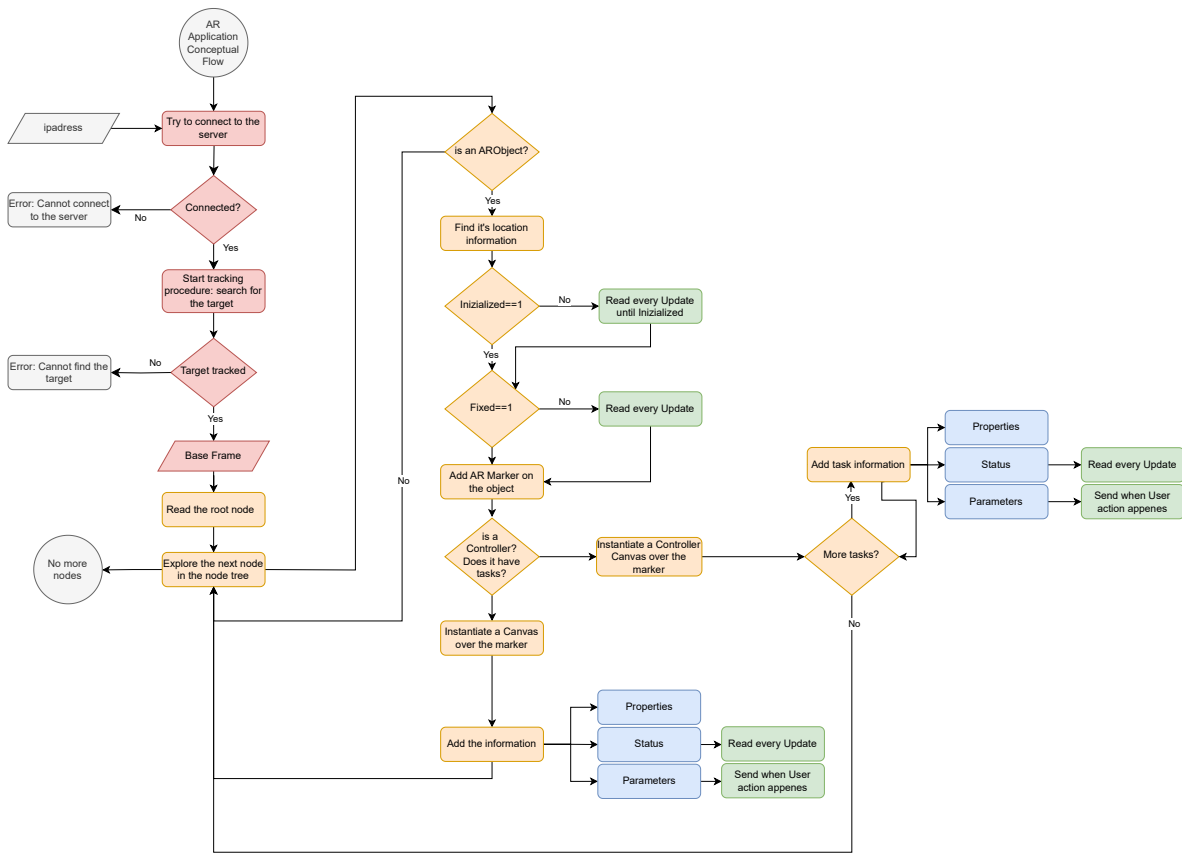 AR
Application
Conceptual
Flow
ipadress
Try to connect to the
server
Connected?
No
Error: Cannot connect
to the server
Yes
Start tracking
procedure: search for
the target
Target tracked
No
Error: Cannot find the
target
Yes
Base Frame
Read the root node
Explore the next node
in the node tree
No more
nodes
is an ARObject?
No
Yes
Find it's location
information
Inizialized==1
No
Read every Update
until Inizialized
Yes
Fixed==1
No
Read every Update
Add AR Marker on
the object
is a
Controller?
Does it have
tasks?
Instantiate a Controller
Canvas over the
marker
More tasks?
Yes
Add task information
Properties
Status
Read every Update
Parameters
Send when User
action appenes
No
Instantiate a Canvas
over the marker
Add the information
Properties
Status
Read every Update
Parameters
Send when User
action appenes